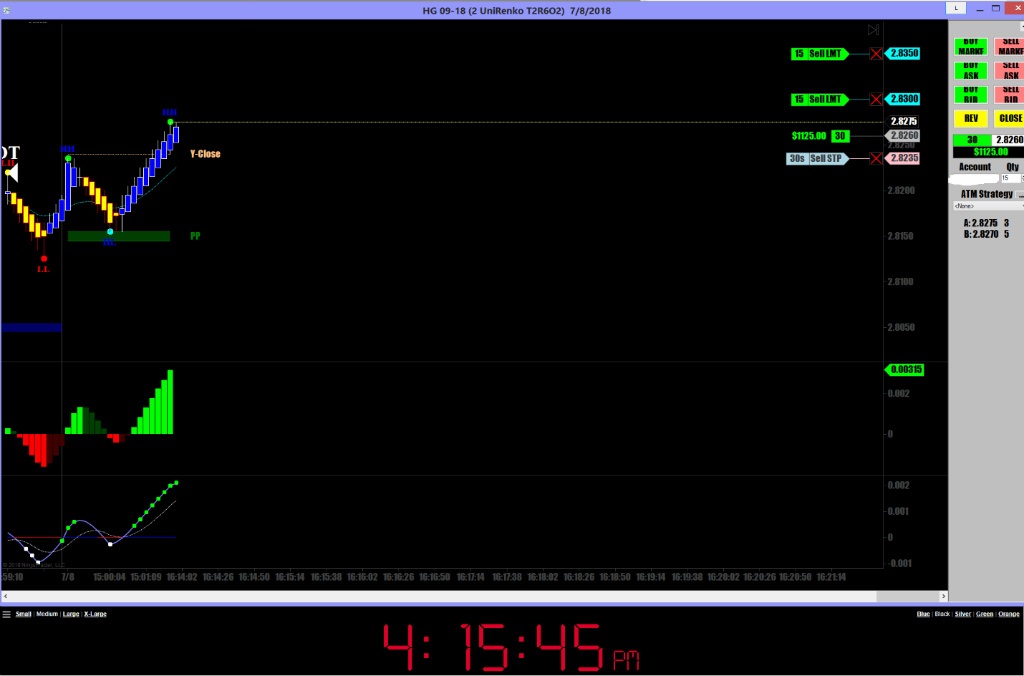 HG 09-18 (2 UniRenko T2R6O2) 7/8/2018
L
BUY MARKE SELL MARKE
BUY ASK SELL ASK
BUY BID SELL BID
REV CLOSE
30 2.8260
$1125.00
Account Qty
15
ATM Strategy
<None>
A: 2.8275 3
B: 2.8270 5
15 Sell LMT 2.8350
15 Sell LMT 2.8300
2.8275
$1125.00 30 2.8260
2.8250
30s Sell STP 2.8235
2.8200
2.8150
2.8100
2.8050
OT
HH
HH
Y-Close
PP
LL
0.00315
0.002
0
0.002
0.001
0
-0.001
:59:10 7/8 15:00:04 15:01:09 16:14:02 16:14:26 16:14:50 16:15:14 16:15:38 16:16:02 16:16:26 16:16:50 16:17:14 16:17:38 16:18:02 16:18:26 16:18:50 16:19:14 16:19:38 16:20:02 16:20:26 16:20:50 16:21:14
Small | Medium | Large | X-Large
Blue | Black | Silver | Green | Orange
4:15:45 PM